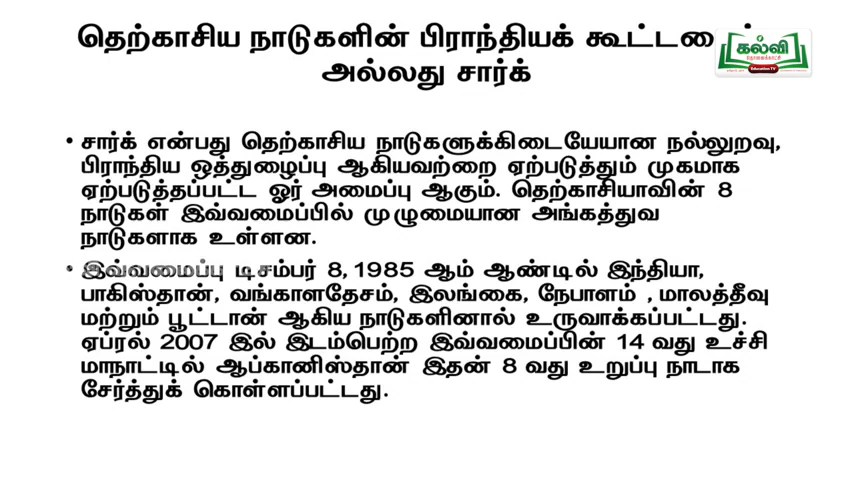 தெற்காசிய நாடுகளின் பிராந்தியக்
அல்லது சார்க்
கல்வி
Education TV
• சார்க் என்பது தெற்காசிய நாடுகளுக்கிடையேயான நல்லுறவு,
பிராந்திய ஒத்துழைப்பு ஆகியவற்றை ஏற்படுத்தும் முகமாக
ஏற்படுத்தப்பட்ட ஓர் அமைப்பு ஆகும். தெற்காசியாவின் 8
நாடுகள் இவ்வமைப்பில் முழுமையான அங்கத்துவ
நாடுகளாக உள்ளன.
• இவ்வமைப்பு டிசம்பர் 8, 1985 ஆம் ஆண்டில் இந்தியா,
பாகிஸ்தான், வங்காளதேசம், இலங்கை, நேபாளம் , மாலத்தீவு
மற்றும் பூட்டான் ஆகிய நாடுகளினால் உருவாக்கப்பட்டது.
ஏப்ரல் 2007 இல் இடம்பெற்ற இவ்வமைப்பின் 14 வது உச்சி
மாநாட்டில் ஆப்கானிஸ்தான் இதன் 8 வது உறுப்பு நாடாக
சேர்த்துக் கொள்ளப்பட்டது.